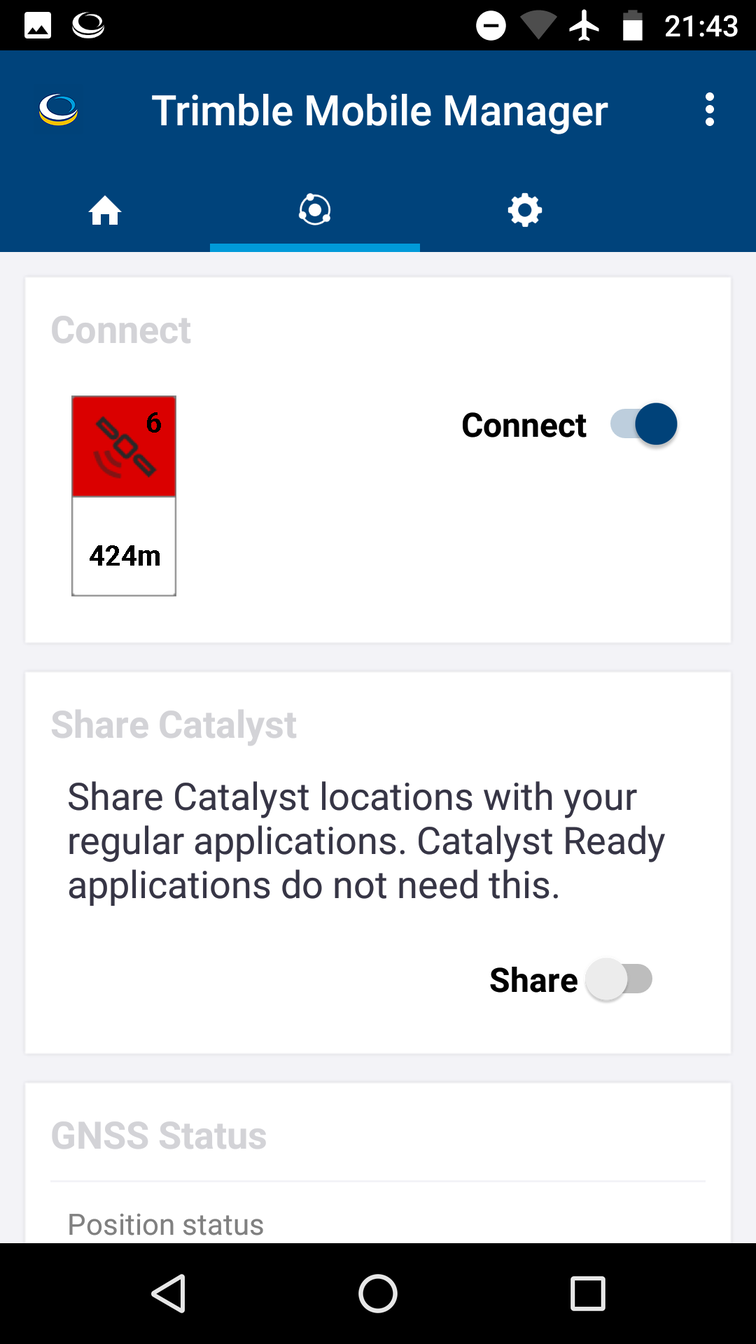 21:43
Trimble Mobile Manager
Connect
6
Connect
424m
Share Catalyst
Share Catalyst locations with your
regular applications. Catalyst Ready
applications do not need this.
Share
GNSS Status
Position status